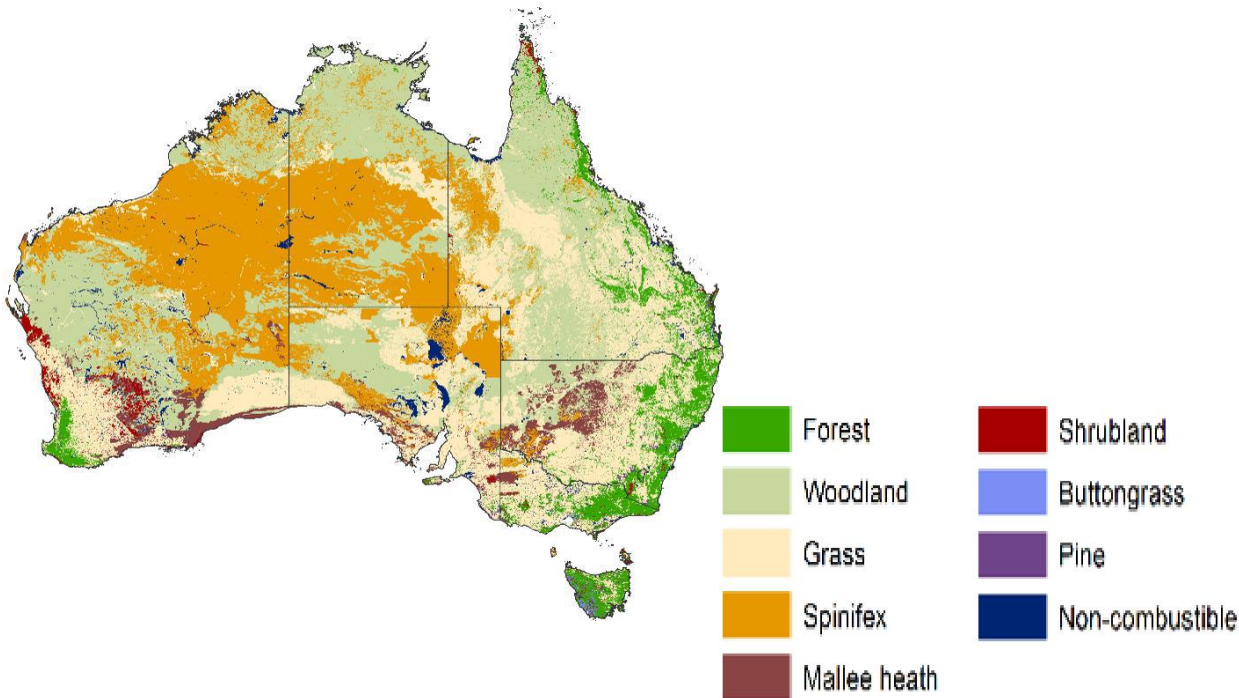 Forest
Woodland
Grass
Spinifex
Mallee heath
Shrubland
Buttongrass
Pine
Non-combustible